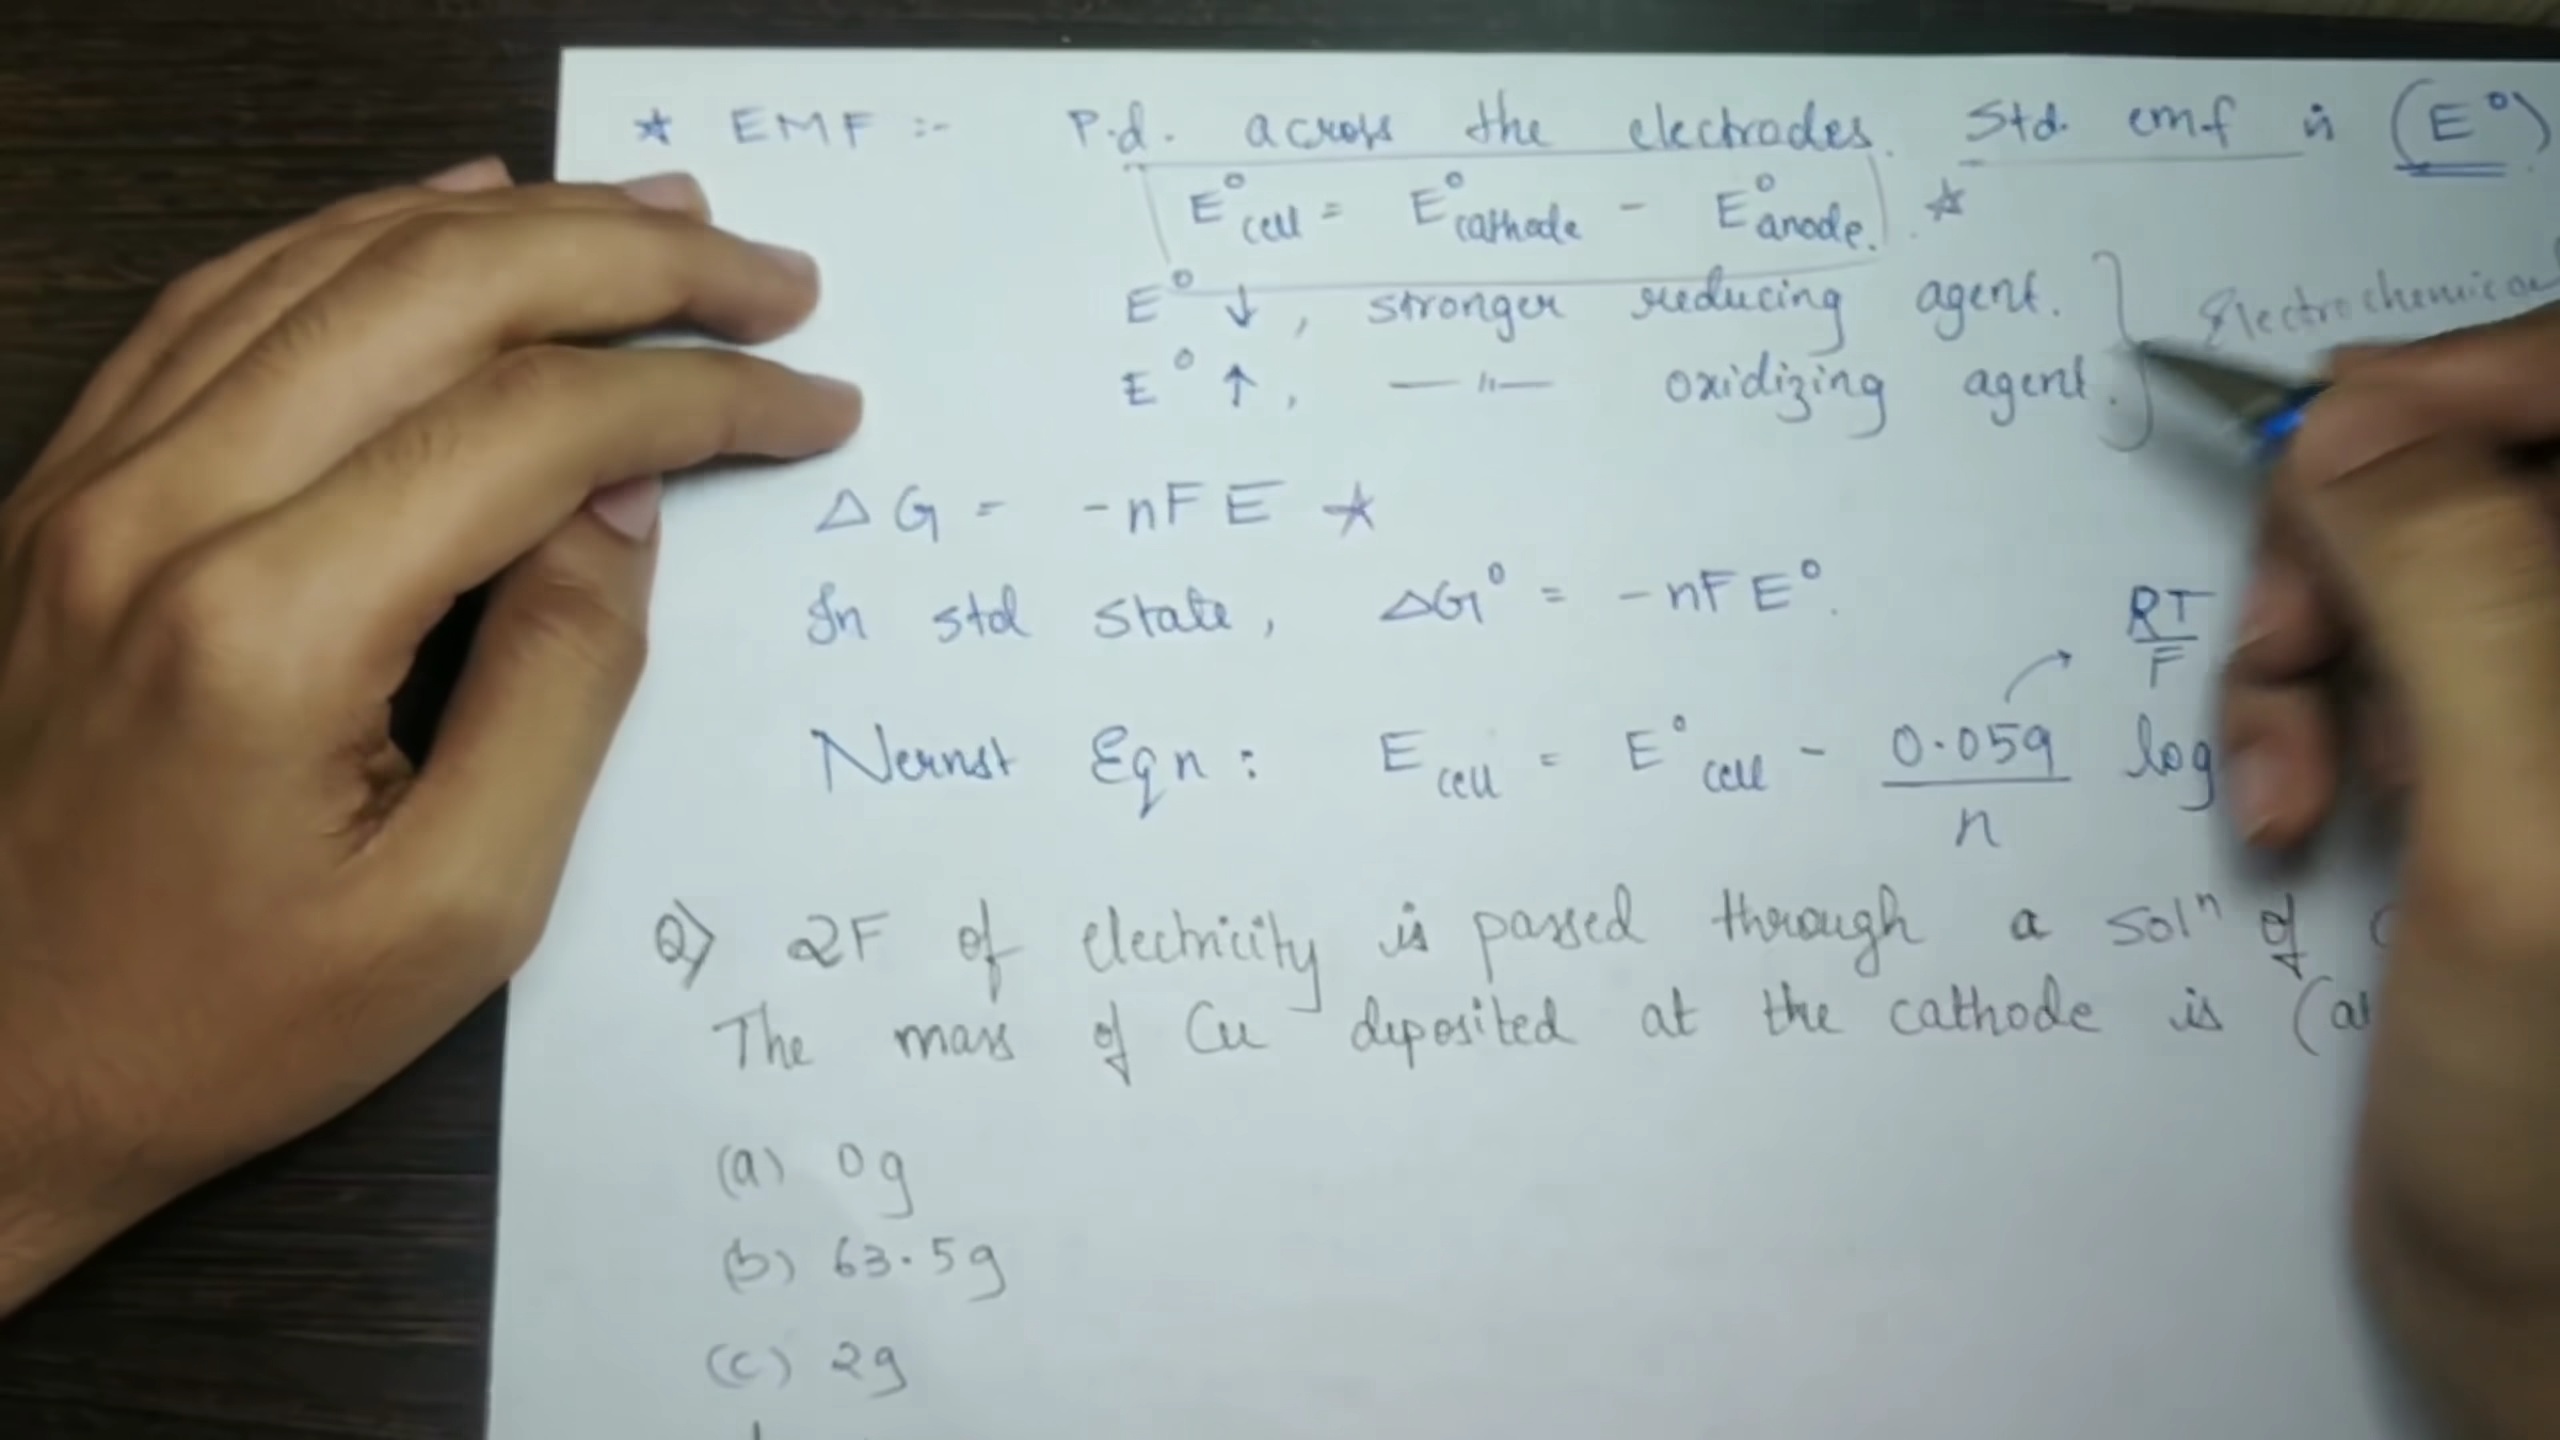 ☆ EMF :- P.d. across the electrodes. Std. emf is (E°)
E°cell = E°cathode - E°anode. ☆
E° ↓, stronger reducing agent.
E° ↑, —"— oxidizing agent.
Electrochemical
ΔG = -nFE ☆
In std state, ΔG° = -nFE°.
RT/F
Nernst Eqn: Ecell = E°cell - 0.059/n log
Q) 2F of electricity is passed through a solⁿ of
The mass of Cu deposited at the cathode is (at
(a) 0g
(b) 63.5g
(c) 2g